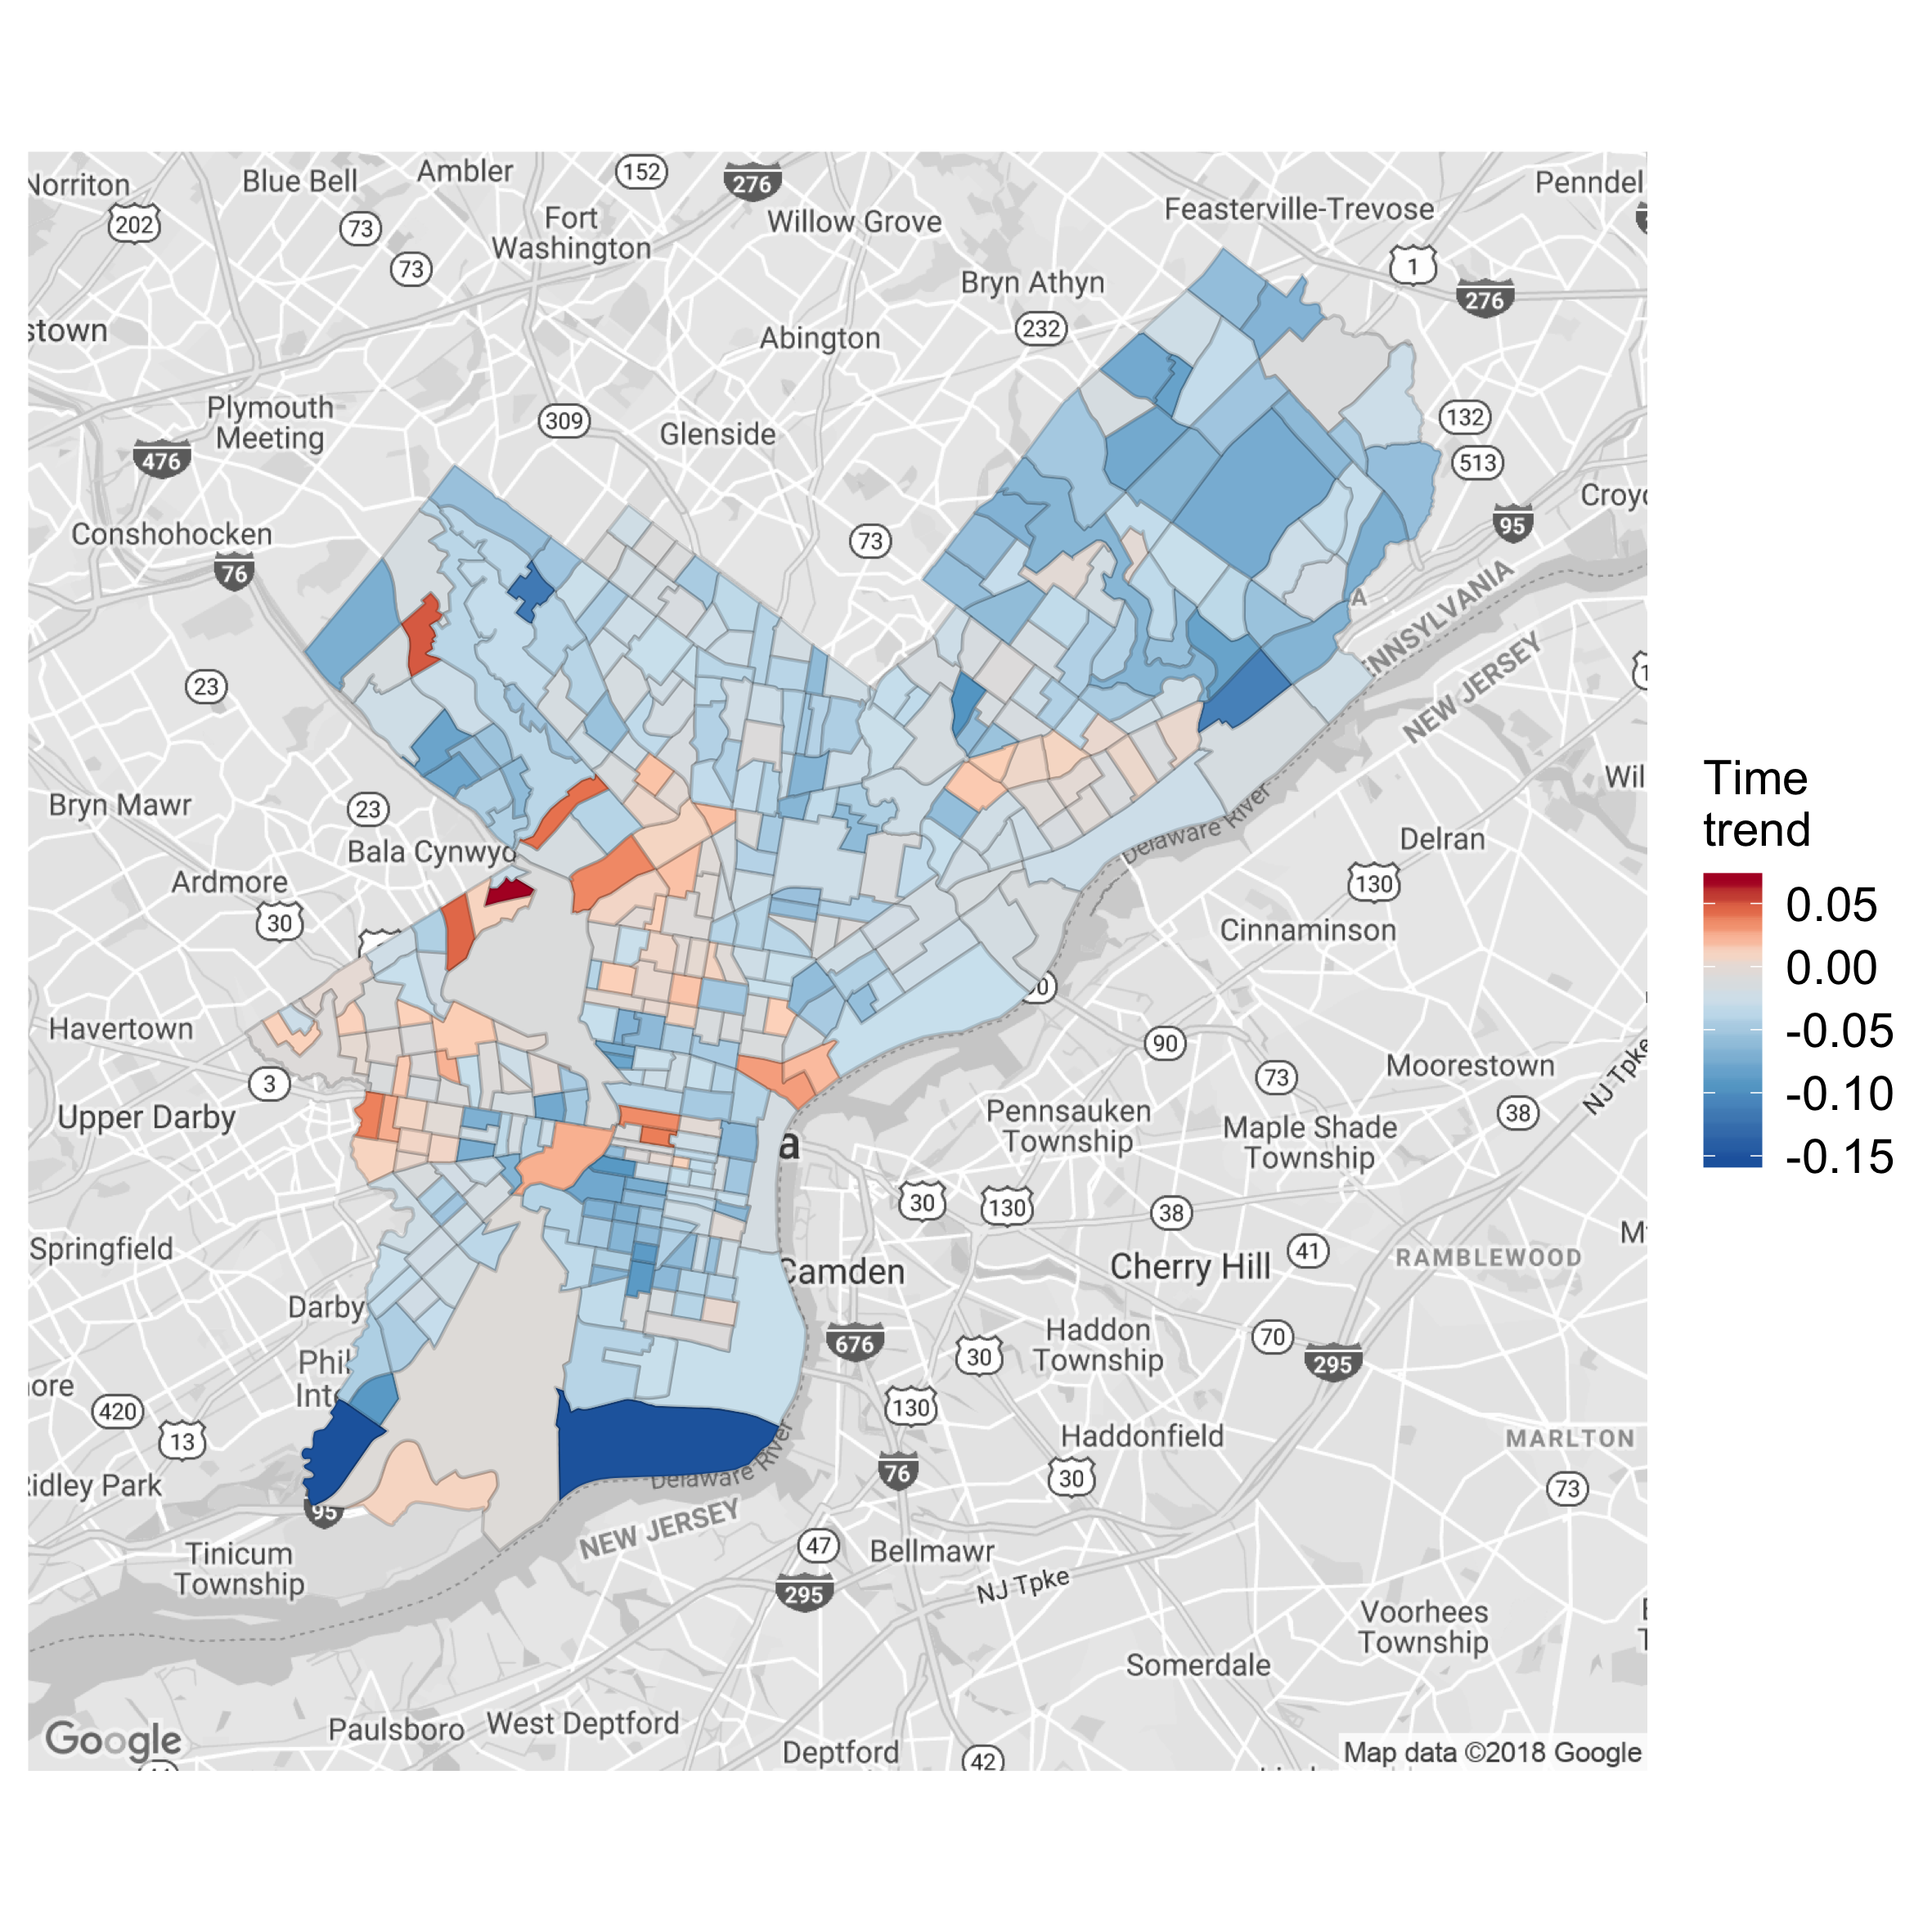 Norriton
Blue Bell
Ambler
152
276
Penndel
202
73
Fort
Washington
Willow Grove
Feasterville-Trevose
73
1
276
Bryn Athyn
232
stown
Abington
Plymouth
Meeting
309
Glenside
132
476
513
Croyd
Conshohocken
73
95
76
A
NNSYLVANIA
NEW JERSEY
23
Bryn Mawr
23
Wil
Time
trend
0.05
0.00
-0.05
-0.10
-0.15
Delaware River
Delran
Bala Cynwyd
Ardmore
130
30
Cinnaminson
Havertown
90
Moorestown
3
73
NJ Tpke
Upper Darby
Pennsauken
Township
Maple Shade
Township
38
a
30
130
38
Springfield
41
RAMBLEWOOD
Camden
Cherry Hill
Darby
676
Haddon
Township
70
295
30
Phil
Inte
ore
420
13
130
Haddonfield
MARLTON
Ridley Park
76
30
73
Delaware River
95
NEW JERSEY
47
Bellmawr
Tinicum
Township
295
NJ Tpke
Voorhees
Township
Somerdale
Paulsboro
West Deptford
Google
Deptford
42
Map data ©2018 Google